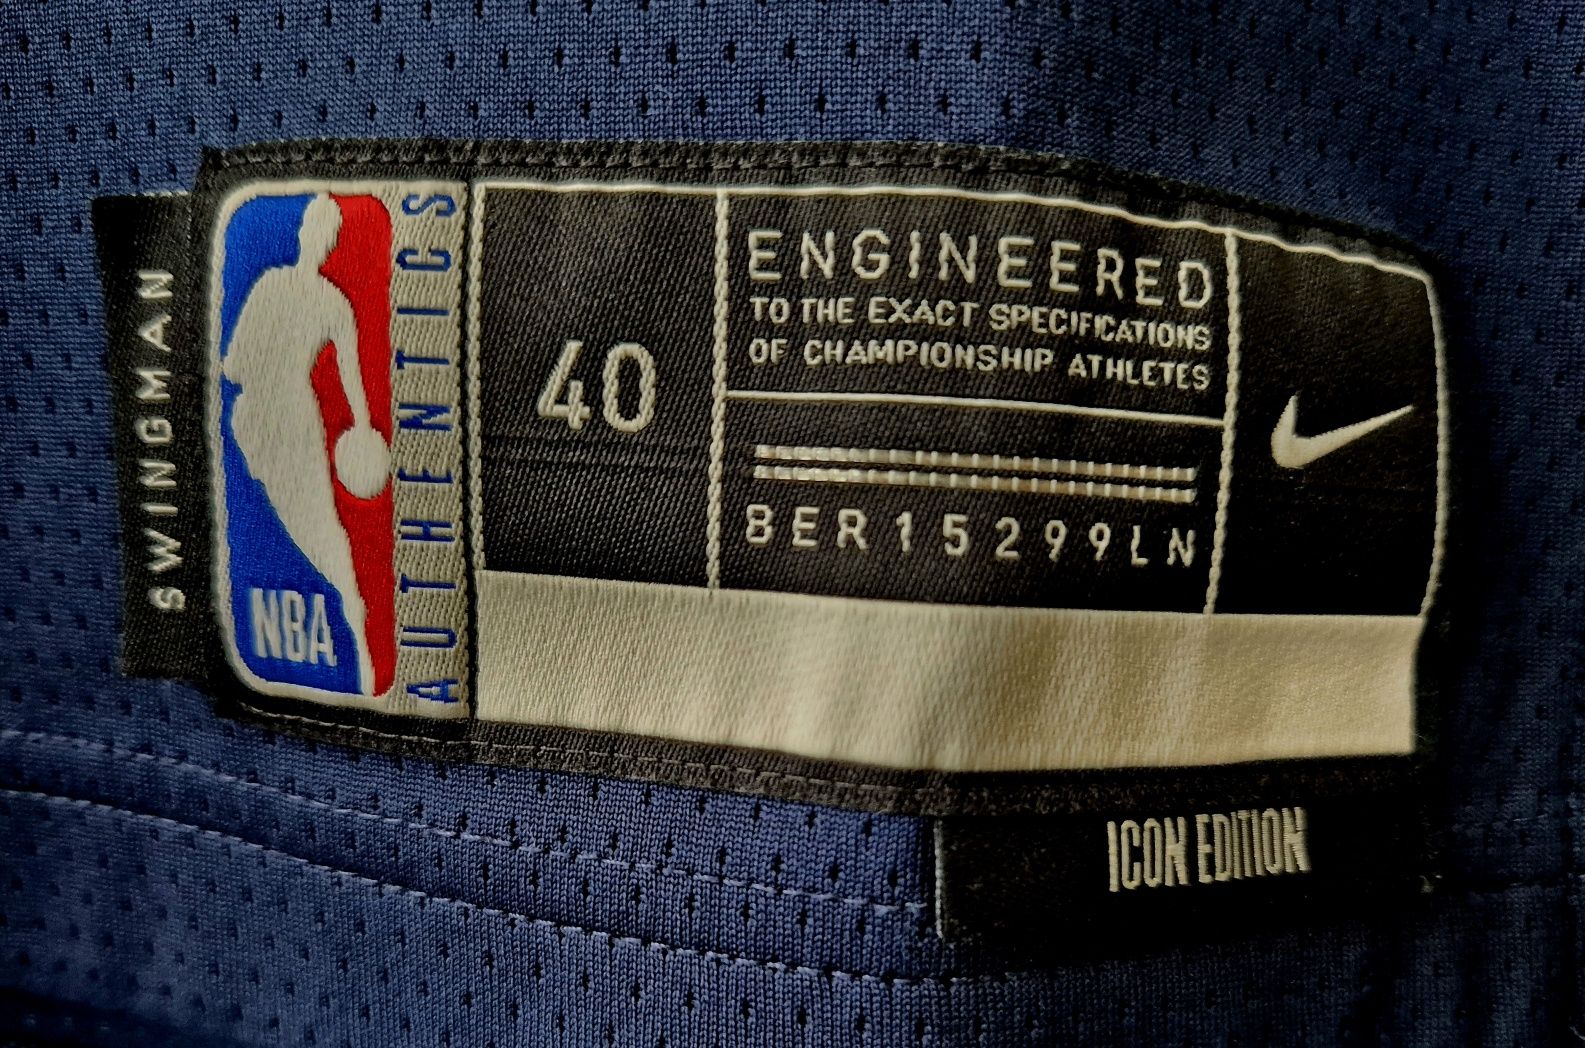 SWINGMAN
NBA
AUTHENTICS
40
ENGINEERED
TO THE EXACT SPECIFICATIONS
OF CHAMPIONSHIP ATHLETES
BER15299LN
ICON EDITION